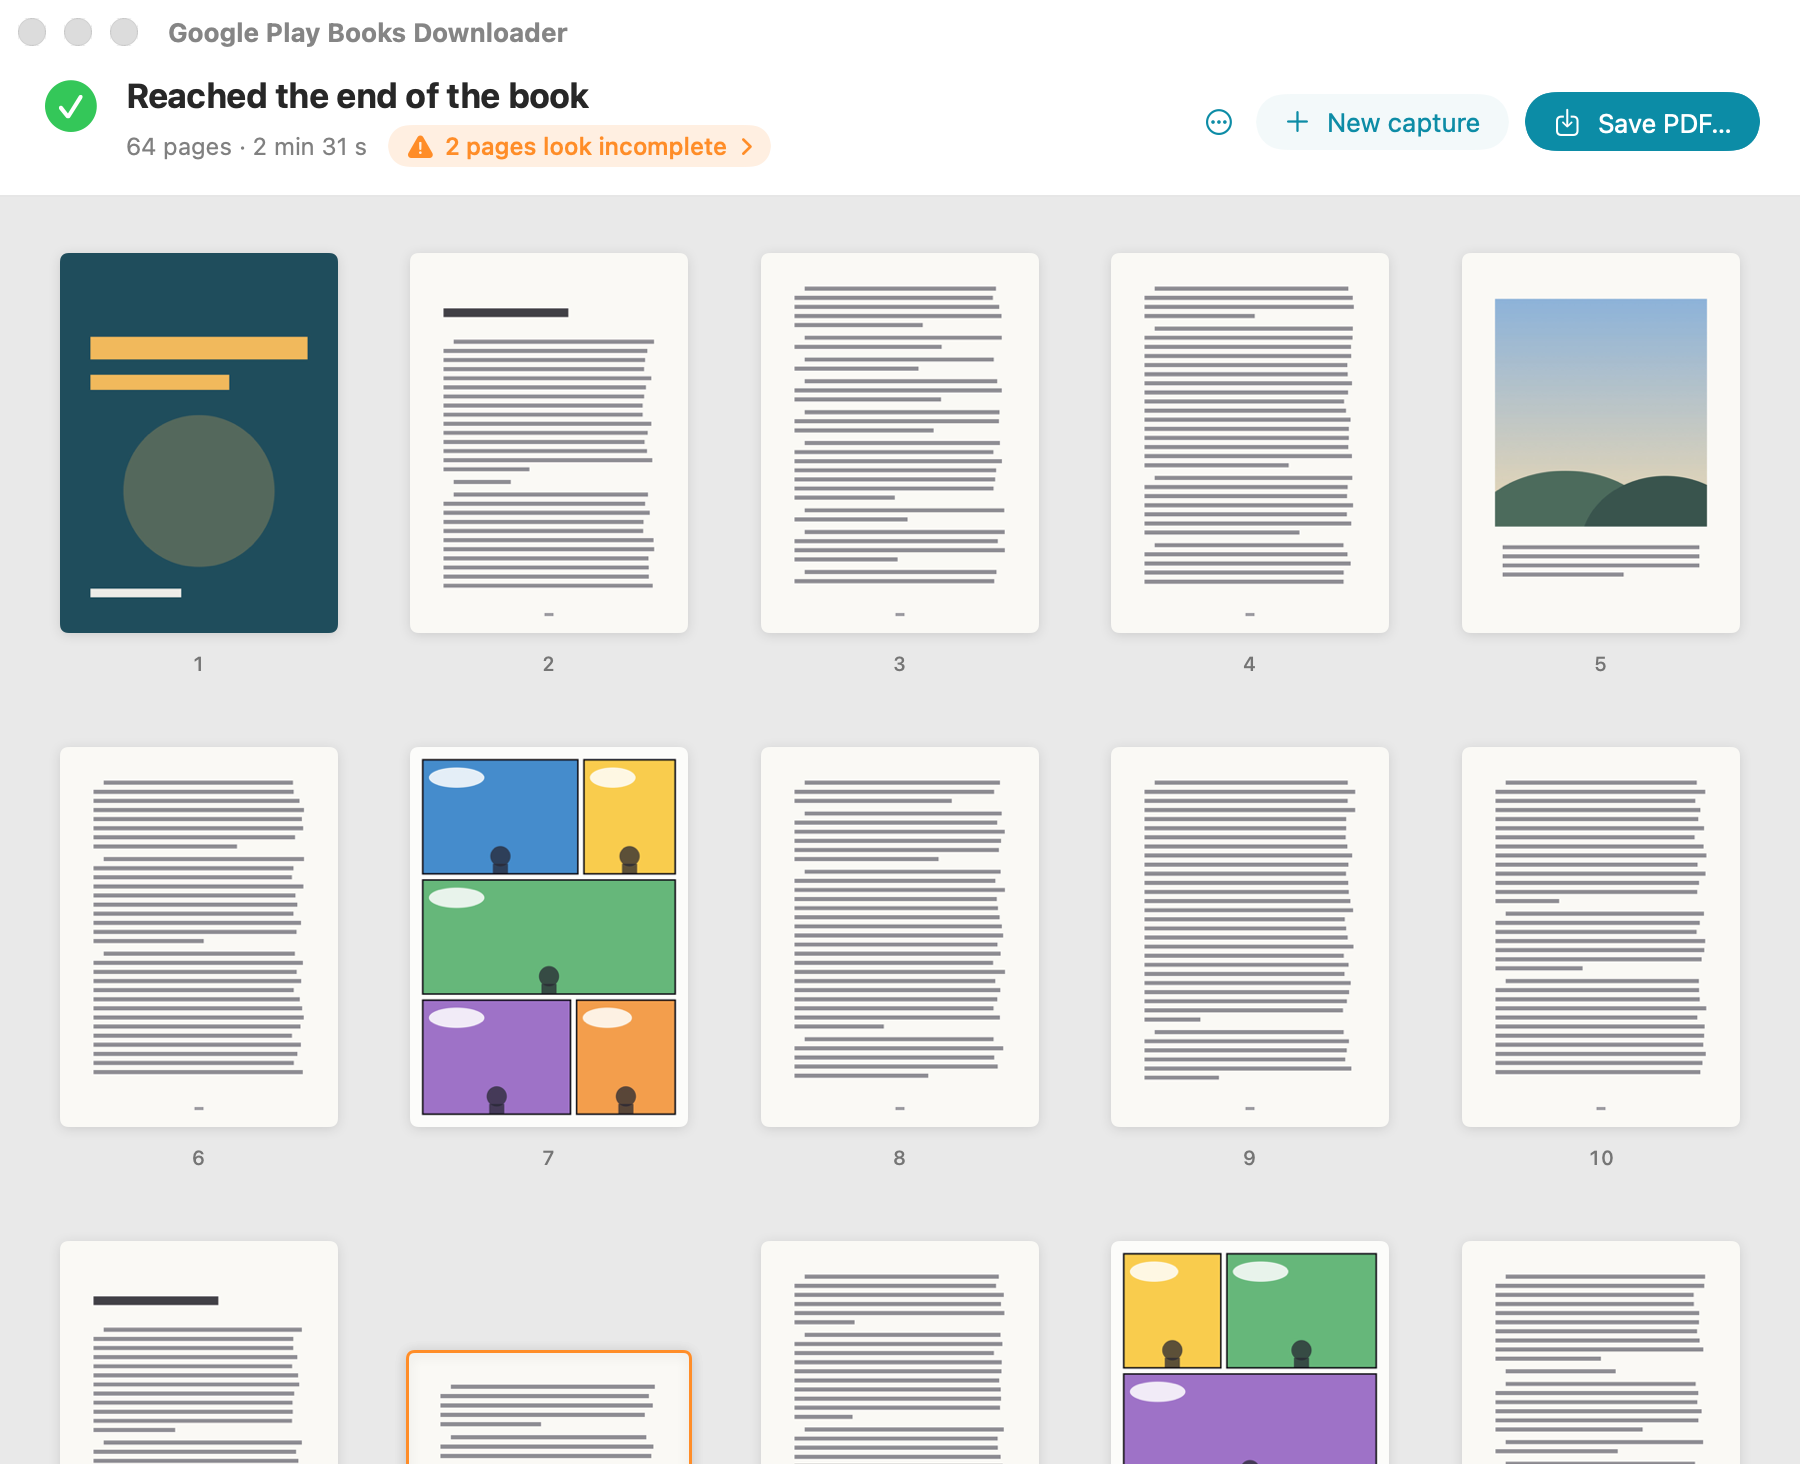 Google Play Books Downloader
Reached the end of the book
64 pages · 2 min 31 s
2 pages look incomplete
New capture
Save PDF...
1
2
3
4
5
6
7
8
9
10